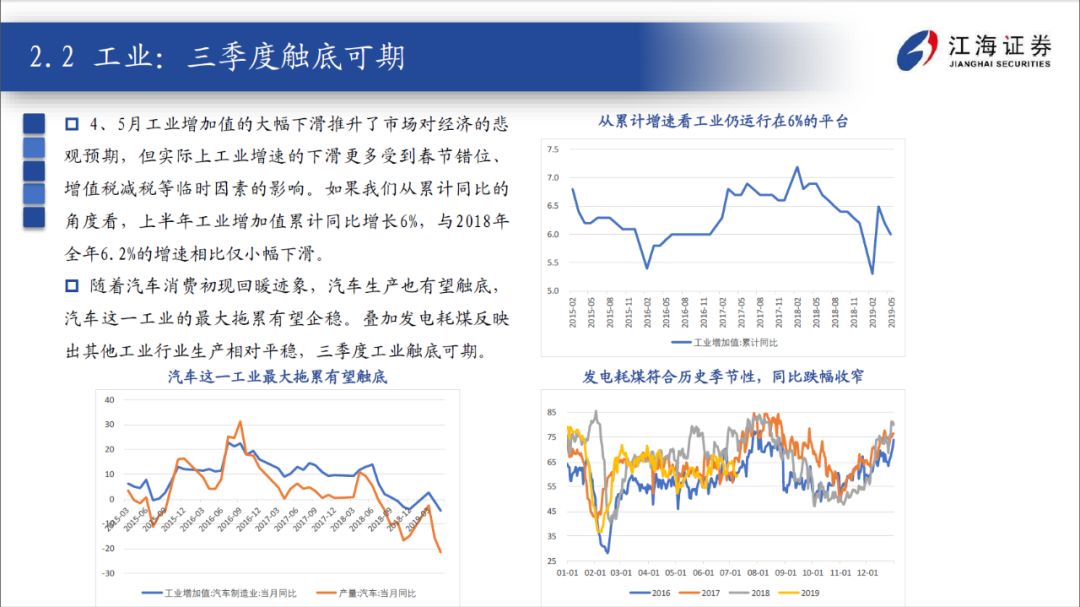 2.2 工业：三季度触底可期
江海证券
JIANGHAI SECURITIES
4、5月工业增加值的大幅下滑推升了市场对经济的悲
观预期，但实际上工业增速的下滑更多受到春节错位、
增值税减税等临时因素的影响。如果我们从累计同比的
角度看，上半年工业增加值累计同比增长6%，与2018年
全年6.2%的增速相比仅小幅下滑。
随着汽车消费初现回暖迹象，汽车生产也有望触底，
汽车这一工业的最大拖累有望企稳。叠加发电耗煤反映
出其他工业行业生产相对平稳，三季度工业触底可期。
从累计增速看工业仍运行在6%的平台
7.5
7.0
6.5
6.0
5.5
5.0
2015-02 2015-05 2015-08 2015-11 2016-02 2016-05 2016-08 2016-11 2017-02 2017-05 2017-08 2017-11 2018-02 2018-05 2018-08 2018-11 2019-02 2019-05
工业增加值:累计同比
汽车这一工业最大拖累有望触底
40
30
20
10
0
-10
-20
-30
2015-03 2015-06 2015-09 2015-12 2016-03 2016-06 2016-09 2016-12 2017-03 2017-06 2017-09 2017-12 2018-03 2018-06 2018-09 2018-12 2019-03
工业增加值:汽车制造业:当月同比 产量:汽车:当月同比
发电耗煤符合历史季节性，同比跌幅收窄
85
75
65
55
45
35
25
01-01 02-01 03-01 04-01 05-01 06-01 07-01 08-01 09-01 10-01 11-01 12-01
2016 2017 2018 2019